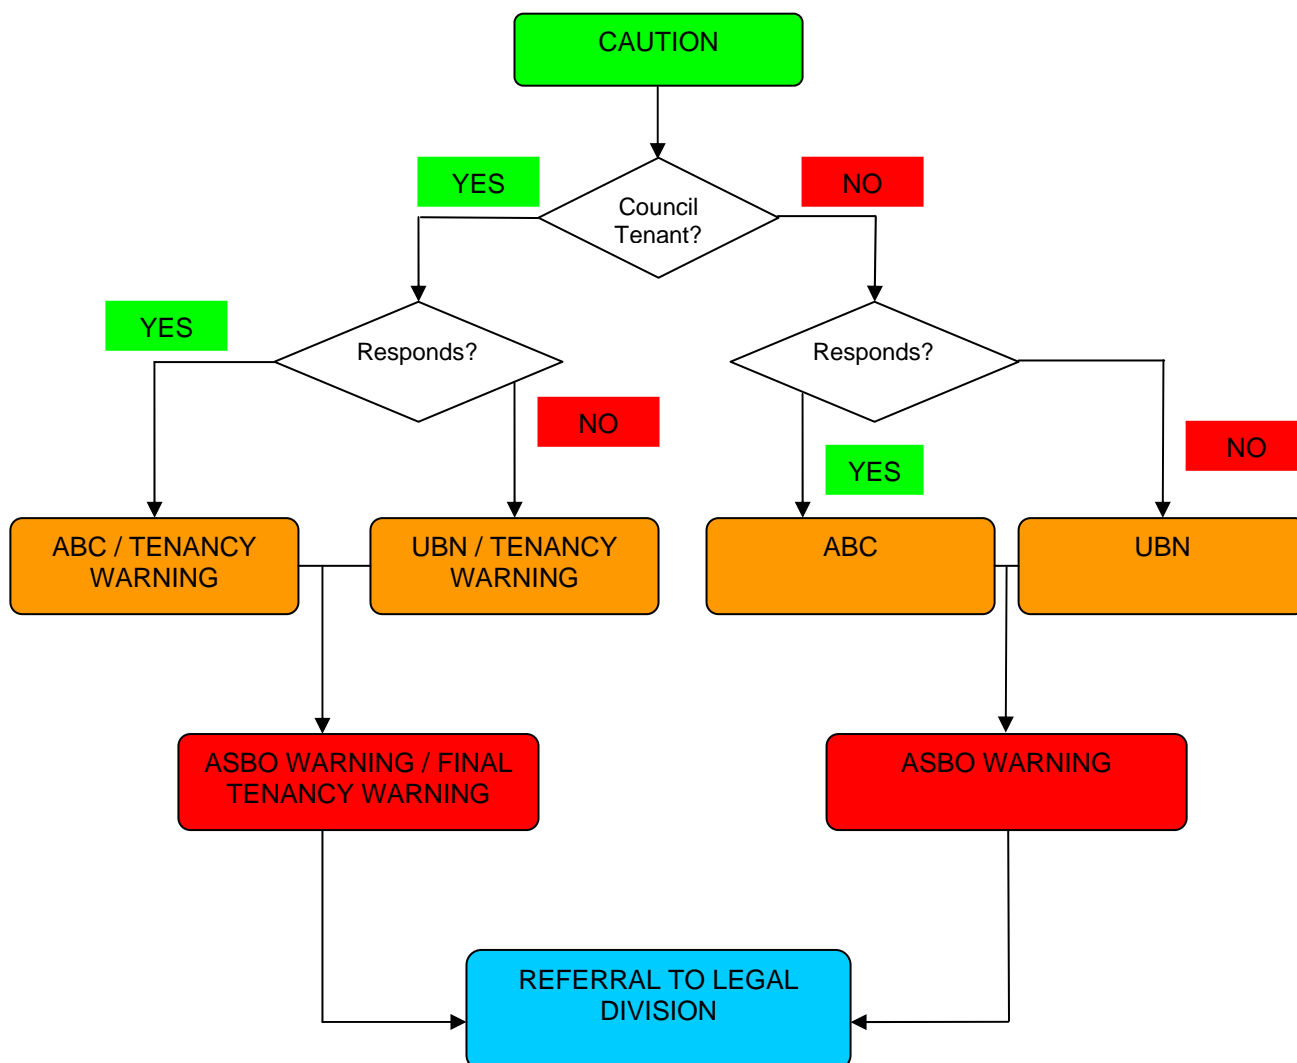 CAUTION
YES
NO
Council
Tenant?
YES
Responds?
Responds?
NO
YES
NO
ABC / TENANCY
WARNING
UBN / TENANCY
WARNING
ABC
UBN
ASBO WARNING / FINAL
TENANCY WARNING
ASBO WARNING
REFERRAL TO LEGAL
DIVISION